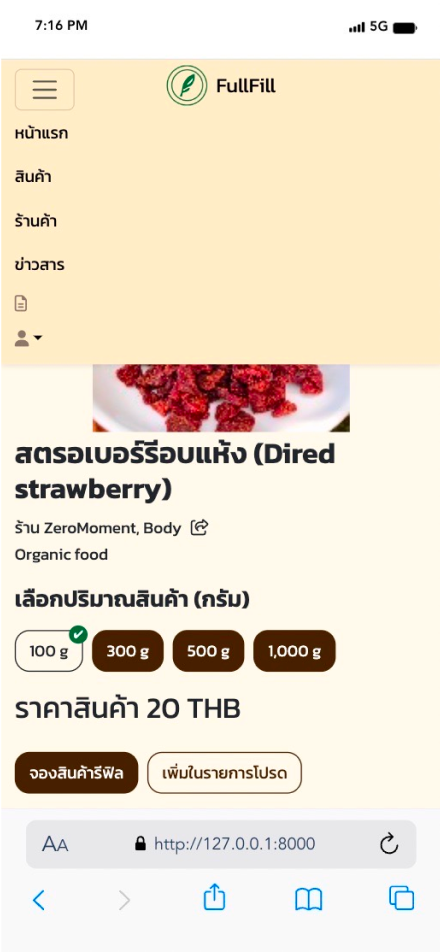 7:16 PM
5G
FullFill
หน้าแรก
สินค้า
ร้านค้า
ข่าวสาร
สตรอเบอร์รีอบแห้ง (Dired
strawberry)
ร้าน ZeroMoment, Body
Organic food
เลือกปริมาณสินค้า (กรัม)
100 g
300 g
500 g
1,000 g
ราคาสินค้า 20 THB
จองสินค้ารีฟิล
เพิ่มในรายการโปรด
AA
http://127.0.0.1:8000